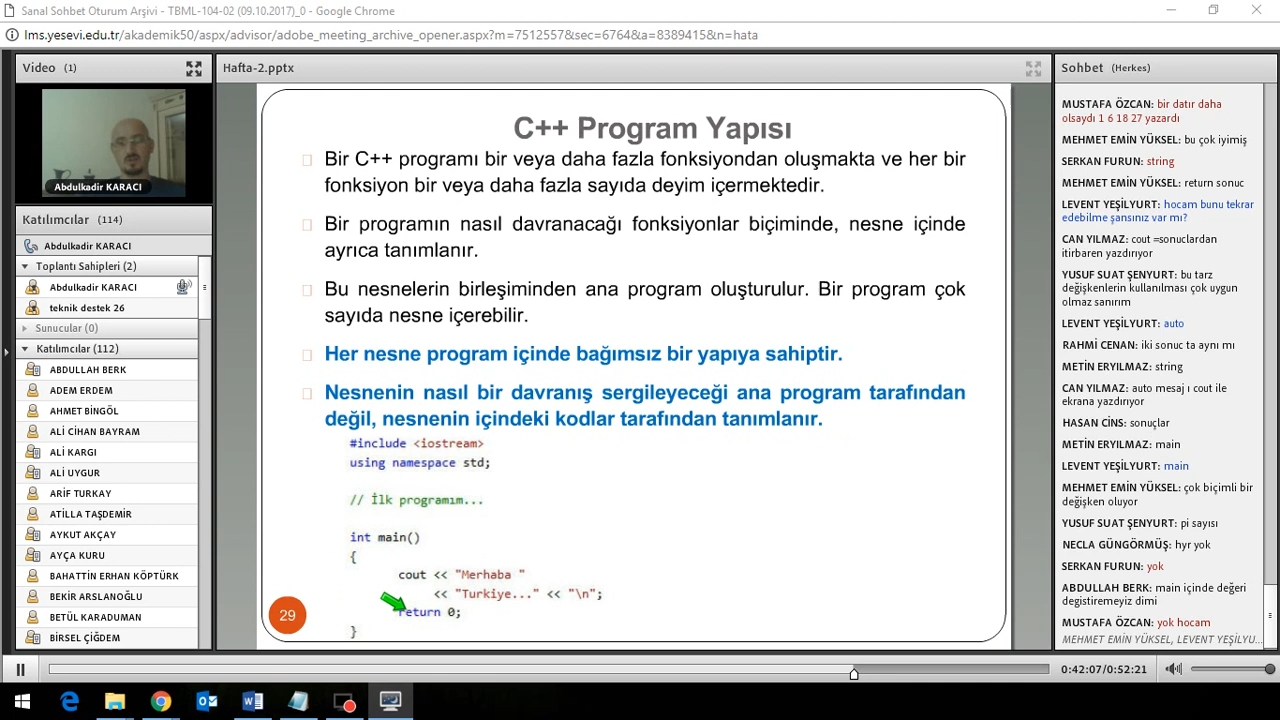 Sanal Sohbet Oturum Arşivi - TBML-104-02 (09.10.2017)_0 - Google Chrome
lms.yesevi.edu.tr/akademik50/aspx/advisor/adobe_meeting_archive_opener.aspx?m=7512557&sec=6764&a=8389415&n=hata
Video (1)
Abdulkadir KARACI
Katılımcılar (114)
Abdulkadir KARACI
Toplantı Sahipleri (2)
Abdulkadir KARACI
teknik destek 26
Sunucular (0)
Katılımcılar (112)
ABDULLAH BERK
ADEM ERDEM
AHMET BİNGÖL
ALİ CİHAN BAYRAM
ALİ KARGI
ALİ UYGUR
ARİF TURKAY
ATİLLA TAŞDEMİR
AYKUT AKÇAY
AYÇA KURU
BAHATTİN ERHAN KÖPTÜRK
BEKİR ARSLANOĞLU
BETÜL KARADUMAN
BİRSEL ÇİĞDEM
Hafta-2.pptx
C++ Program Yapısı
Bir C++ programı bir veya daha fazla fonksiyondan oluşmakta ve her bir
fonksiyon bir veya daha fazla sayıda deyim içermektedir.
Bir programın nasıl davranacağı fonksiyonlar biçiminde, nesne içinde
ayrıca tanımlanır.
Bu nesnelerin birleşiminden ana program oluşturulur. Bir program çok
sayıda nesne içerebilir.
Her nesne program içinde bağımsız bir yapıya sahiptir.
Nesnenin nasıl bir davranış sergileyeceği ana program tarafından
değil, nesnenin içindeki kodlar tarafından tanımlanır.
#include <iostream>
using namespace std;
// İlk programım...
int main()
{
cout << "Merhaba "
<< "Turkiye..." << "\n";
return 0;
}
29
Sohbet (Herkes)
MUSTAFA ÖZCAN: bir datır daha
olsaydı 1 6 18 27 yazardı
MEHMET EMİN YÜKSEL: bu çok iyimiş
SERKAN FURUN: string
MEHMET EMİN YÜKSEL: return sonuc
LEVENT YEŞİLYURT: hocam bunu tekrar
edebilme şansınız var mı?
CAN YILMAZ: cout =sonuclardan
itirbaren yazdırıyor
YUSUF SUAT ŞENYURT: bu tarz
değişkenlerin kullanılması çok uygun
olmaz sanırım
LEVENT YEŞİLYURT: auto
RAHMİ CENAN: iki sonuc ta aynı mı
METİN ERYILMAZ: string
CAN YILMAZ: auto mesaj ı cout ile
ekrana yazdırıyor
HASAN CİNS: sonuçlar
METİN ERYILMAZ: main
LEVENT YEŞİLYURT: main
MEHMET EMİN YÜKSEL: çok biçimli bir
değişken oluyor
YUSUF SUAT ŞENYURT: pi sayısı
NECLA GÜNGÖRMÜŞ: hyr yok
SERKAN FURUN: yok
ABDULLAH BERK: main içinde değeri
degistiremeyiz dimi
MUSTAFA ÖZCAN: yok hocam
MEHMET EMİN YÜKSEL, LEVENT YEŞİLYU...
0:42:07/0:52:21